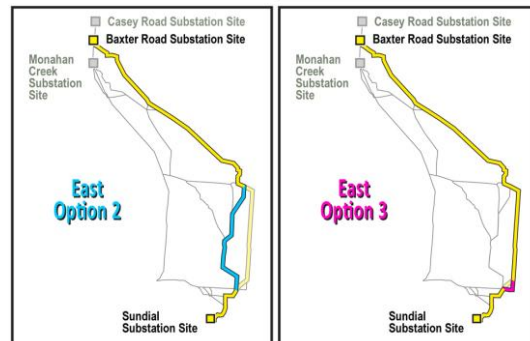 Casey Road Substation Site
Baxter Road Substation Site
Monahan
Creek
Substation
Site
East
Option 2
Sundial
Substation Site
Casey Road Substation Site
Baxter Road Substation Site
Monahan
Creek
Substation
Site
East
Option 3
Sundial
Substation Site